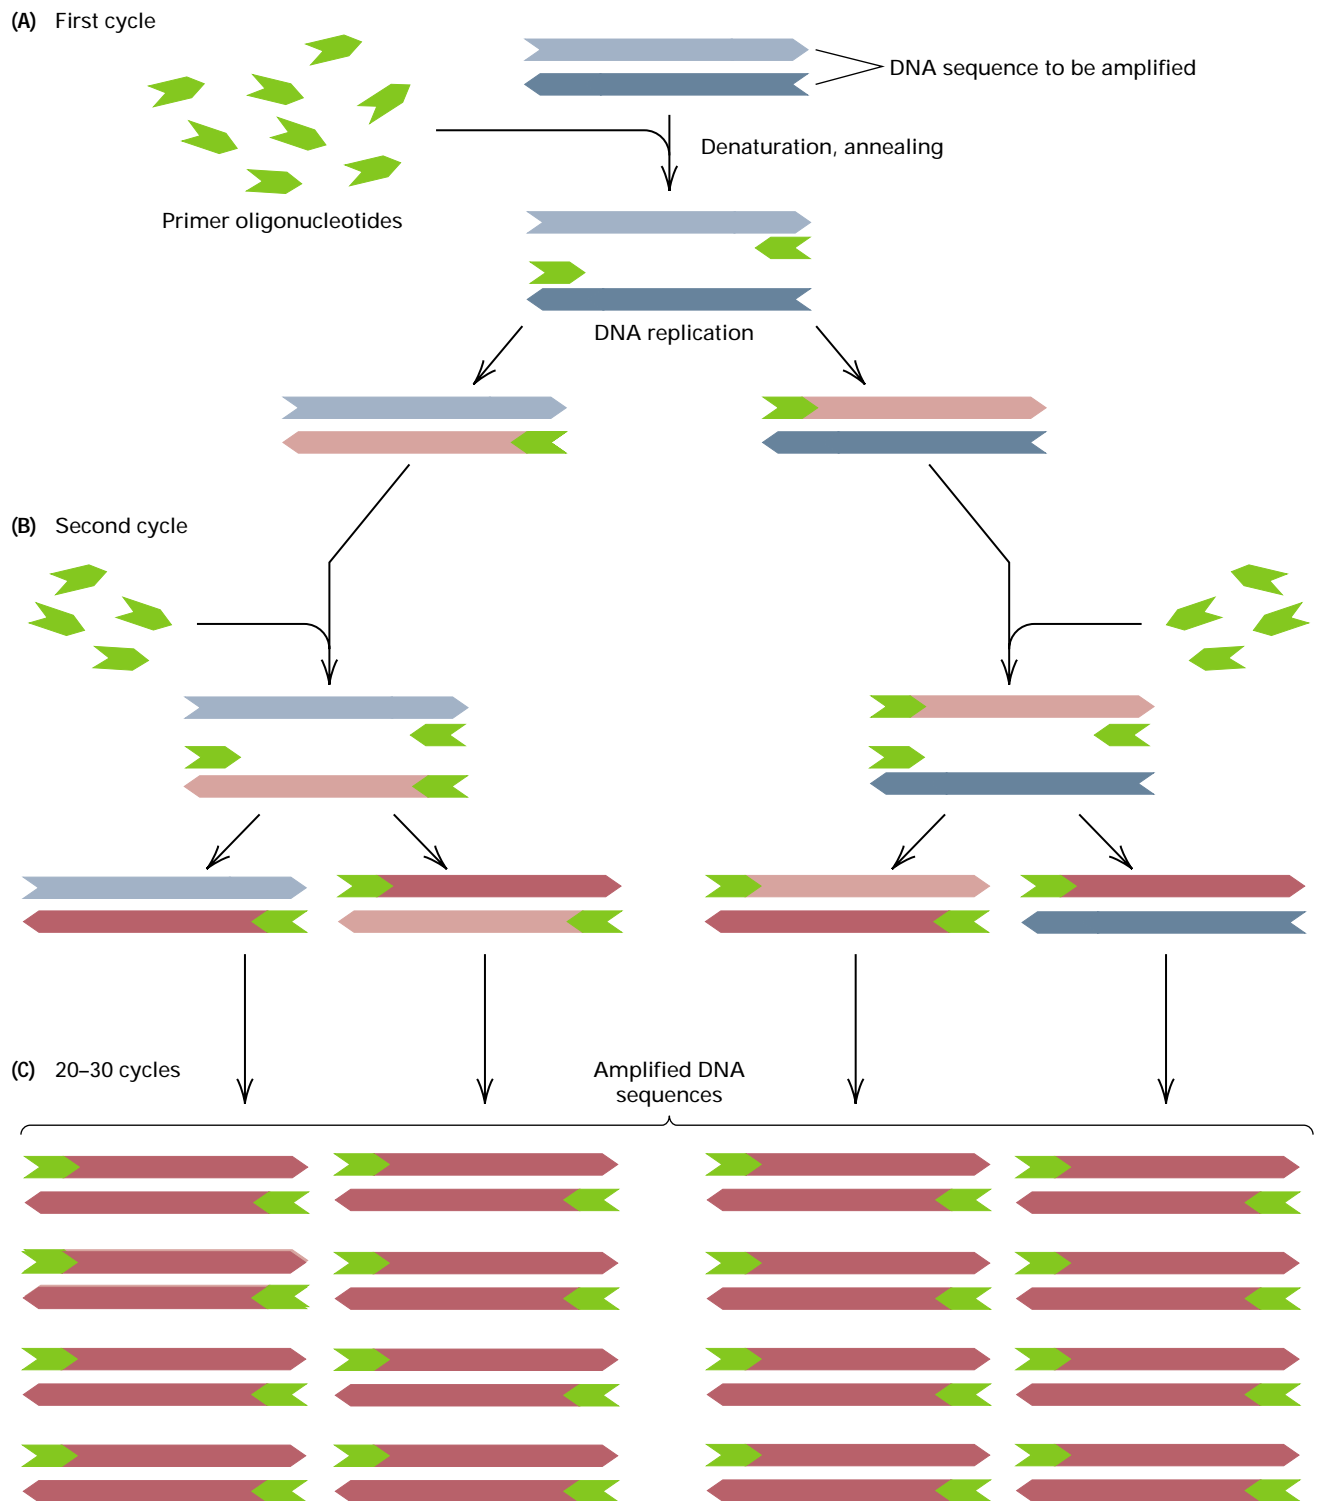 (A) First cycle
DNA sequence to be amplified
Denaturation, annealing
Primer oligonucleotides
DNA replication
(B) Second cycle
(C) 20–30 cycles
Amplified DNA
sequences